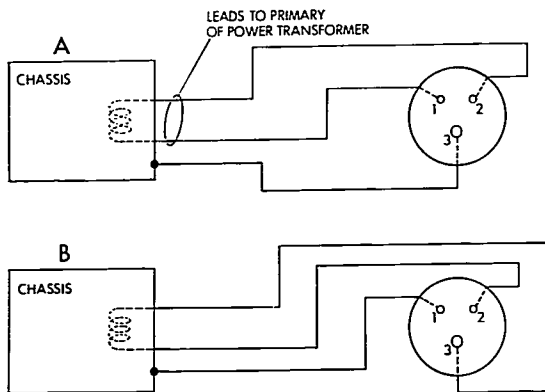 LEADS TO PRIMARY
OF POWER TRANSFORMER
A
CHASSIS
1 2
3
B
CHASSIS
1 2
3